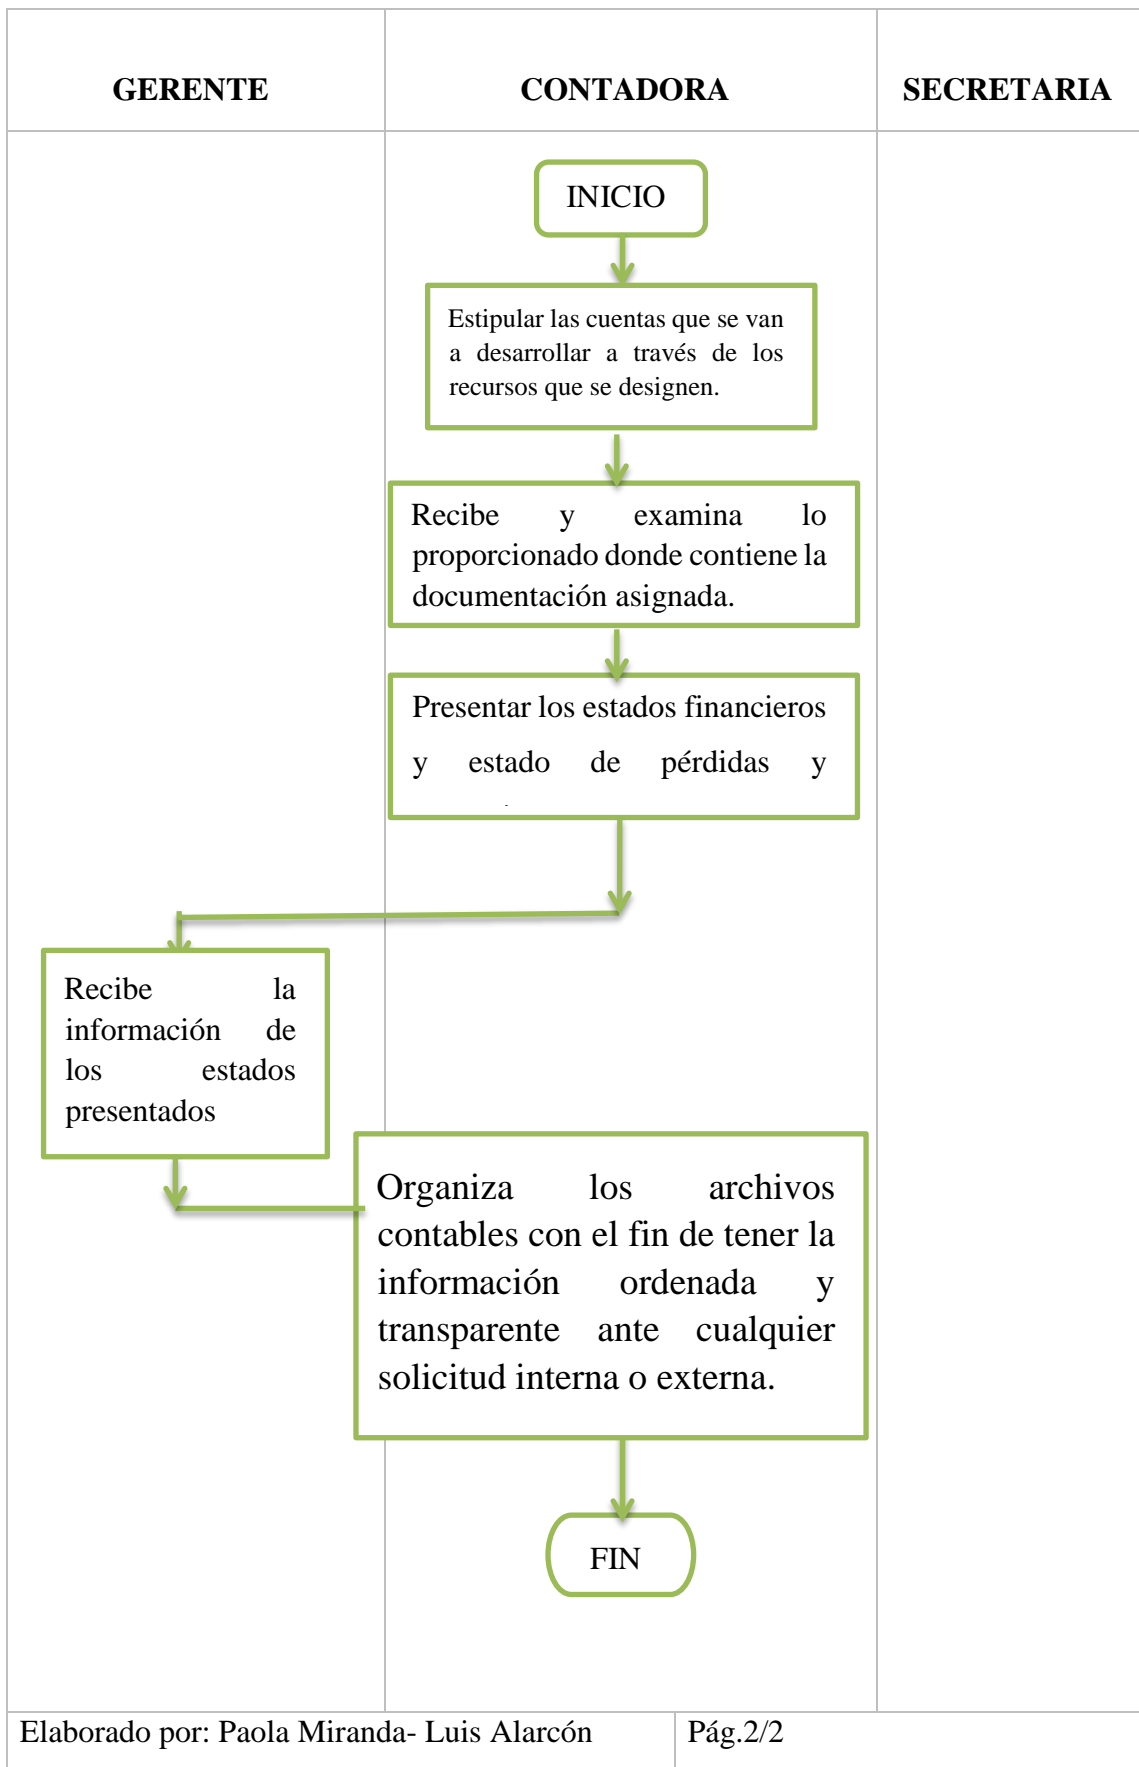 GERENTE
CONTADORA
SECRETARIA
INICIO
Estipular las cuentas que se van
a desarrollar a través de los
recursos que se designen.
Recibe y examina lo
proporcionado donde contiene la
documentación asignada.
Presentar los estados financieros
y estado de pérdidas y
Recibe la
información de
los estados
presentados
Organiza los archivos
contables con el fin de tener la
información ordenada y
transparente ante cualquier
solicitud interna o externa.
FIN
Elaborado por: Paola Miranda- Luis Alarcón
Pág.2/2